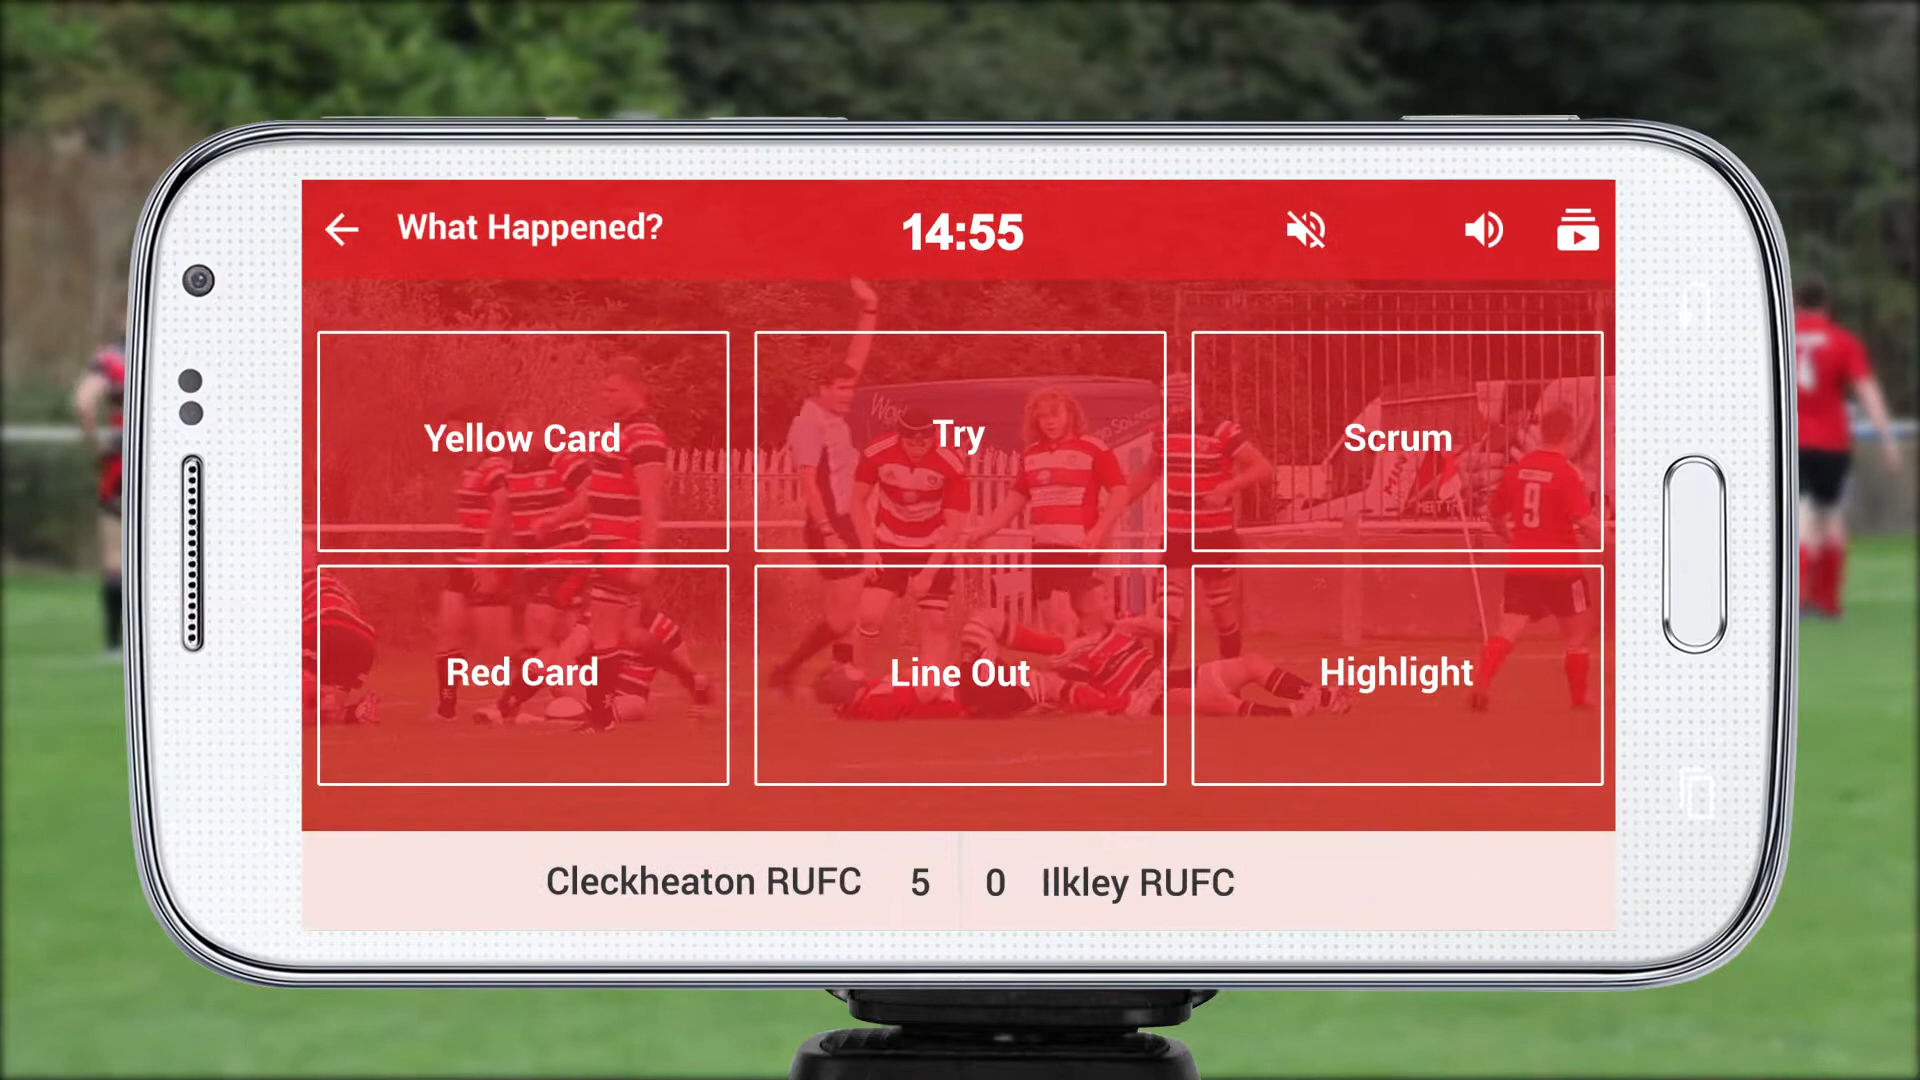 What Happened?
14:55
Yellow Card
Try
Scrum
9
Red Card
Line Out
Highlight
Cleckheaton RUFC 5 0 Ilkley RUFC